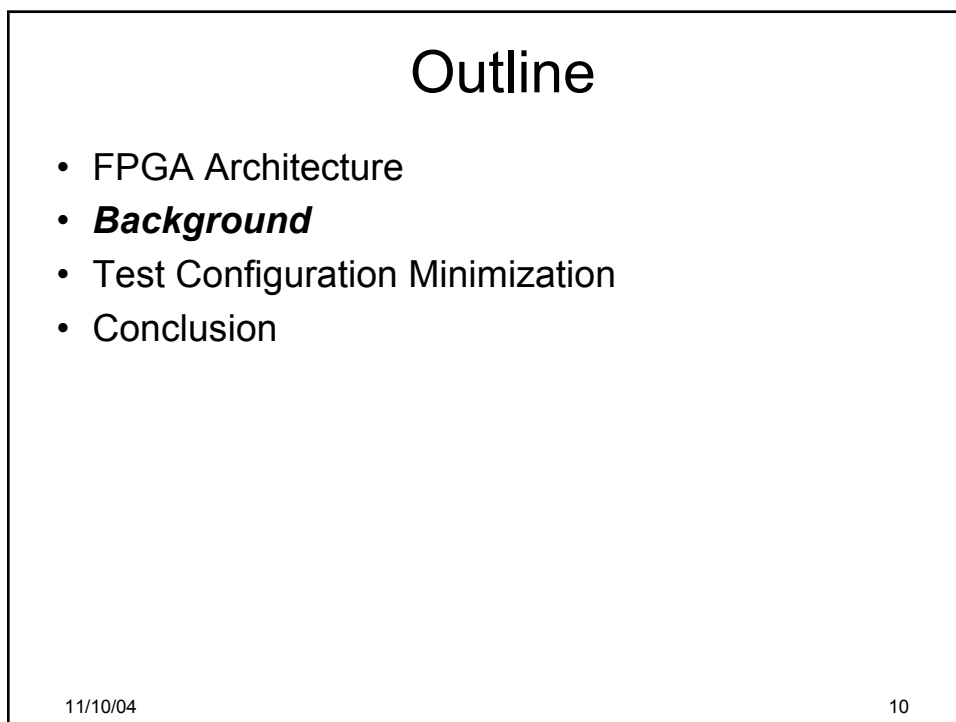 Outline
• FPGA Architecture
• Background
• Test Configuration Minimization
• Conclusion
11/10/04
10